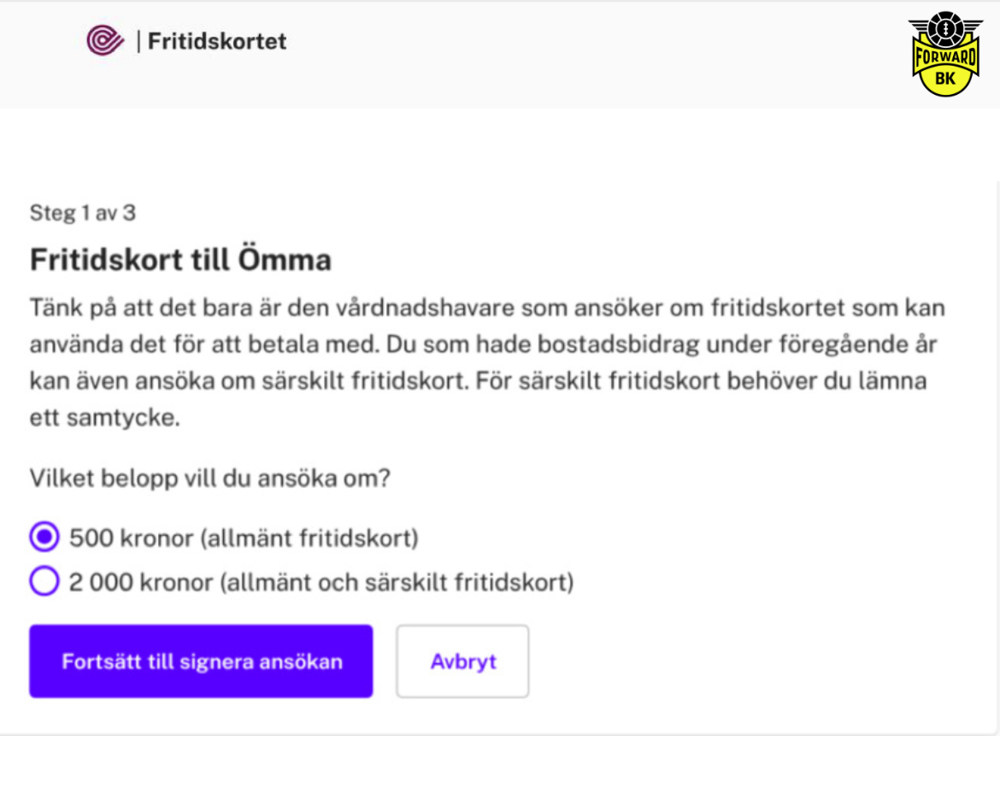 | Fritidskortet
FORWARD
BK
Steg 1 av 3
Fritidskort till Ömma
Tänk på att det bara är den vårdnadshavare som ansöker om fritidskortet som kan
använda det för att betala med. Du som hade bostadsbidrag under föregående år
kan även ansöka om särskilt fritidskort. För särskilt fritidskort behöver du lämna
ett samtycke.
Vilket belopp vill du ansöka om?
500 kronor (allmänt fritidskort)
2 000 kronor (allmänt och särskilt fritidskort)
Fortsätt till signera ansökan
Avbryt